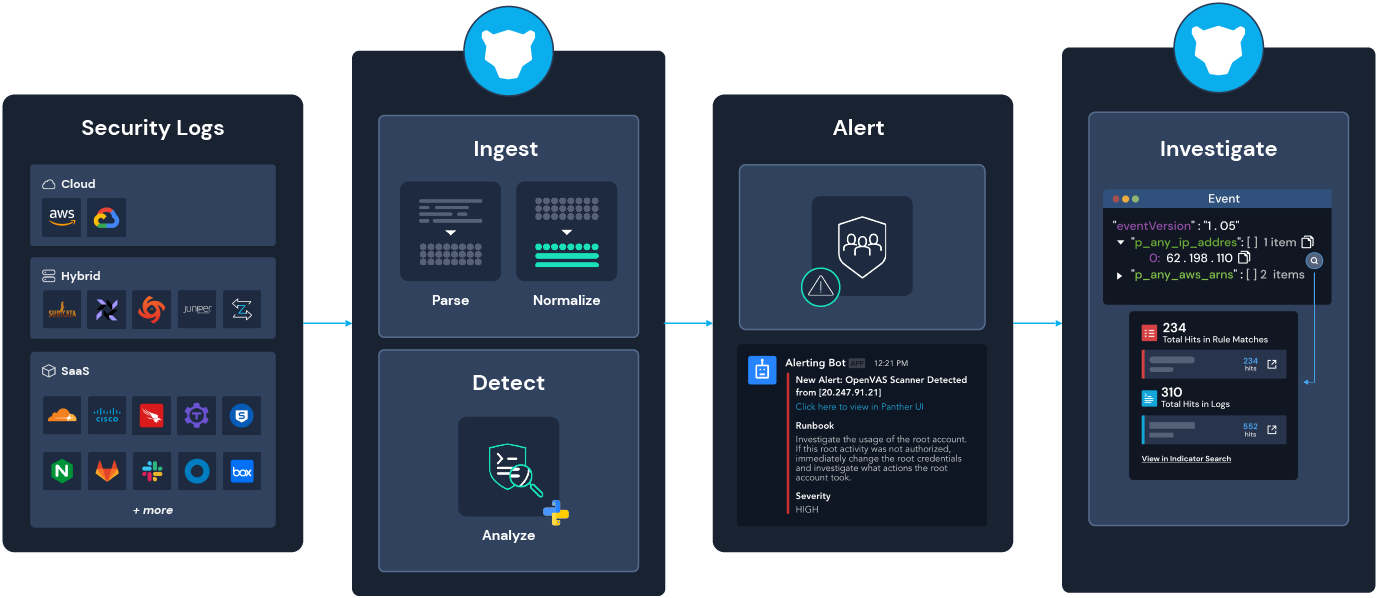 Security Logs
Cloud
aws
Hybrid
SURICATA
JUNIPER
SaaS
CISCO
T
S
N
box
+ more
Ingest
Parse
Normalize
Detect
Analyze
Alert
Alerting Bot APP 12:21 PM
New Alert: OpenVAS Scanner Detected
from [20.247.91.21]
Click here to view in Panther UI
Runbook
Investigate the usage of the root account.
If this root activity was not authorized,
immediately change the root credentials
and investigate what actions the root
account took.
Severity
HIGH
Investigate
Event
"eventVersion" : "1 . 05"
"p_any_ip_addres": [ ] 1 item
0: 62 . 198 . 110
"p_any_aws_arns" : [ ] 2 items
234
Total Hits in Rule Matches
234
hits
310
Total Hits in Logs
552
hits
View in Indicator Search